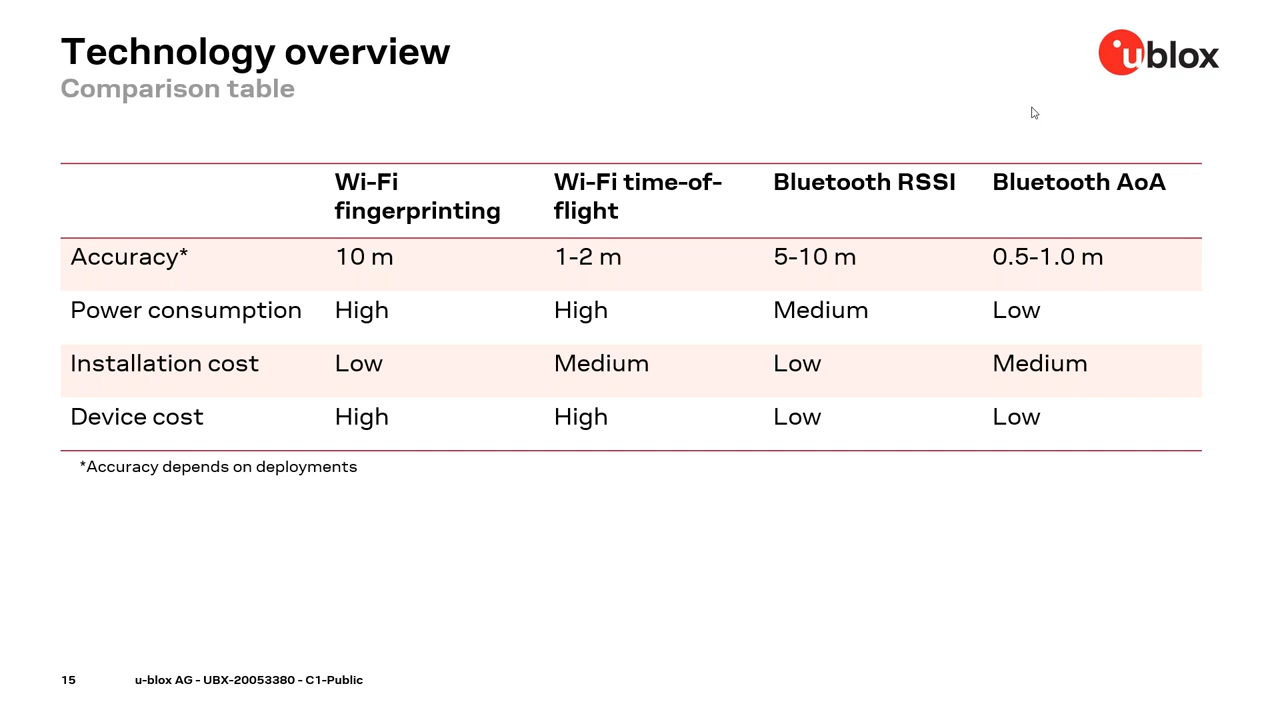 Technology overview
Comparison table
ublox
Wi-Fi fingerprinting Wi-Fi time-of-flight Bluetooth RSSI Bluetooth AoA
Accuracy* 10 m 1-2 m 5-10 m 0.5-1.0 m
Power consumption High High Medium Low
Installation cost Low Medium Low Medium
Device cost High High Low Low
*Accuracy depends on deployments
15 u-blox AG - UBX-20053380 - C1-Public